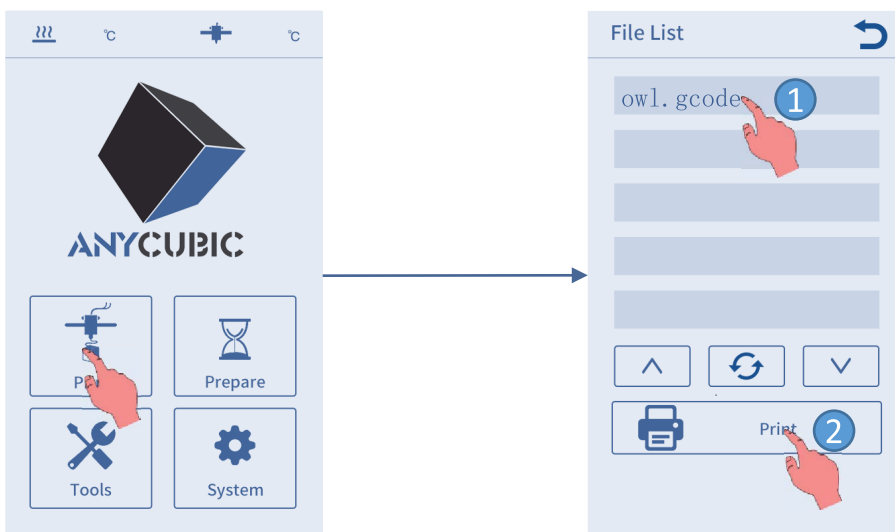 ℃
℃
ANYCUBIC
Prepare
Tools
System
File List
owl.gcode
1
Print
2